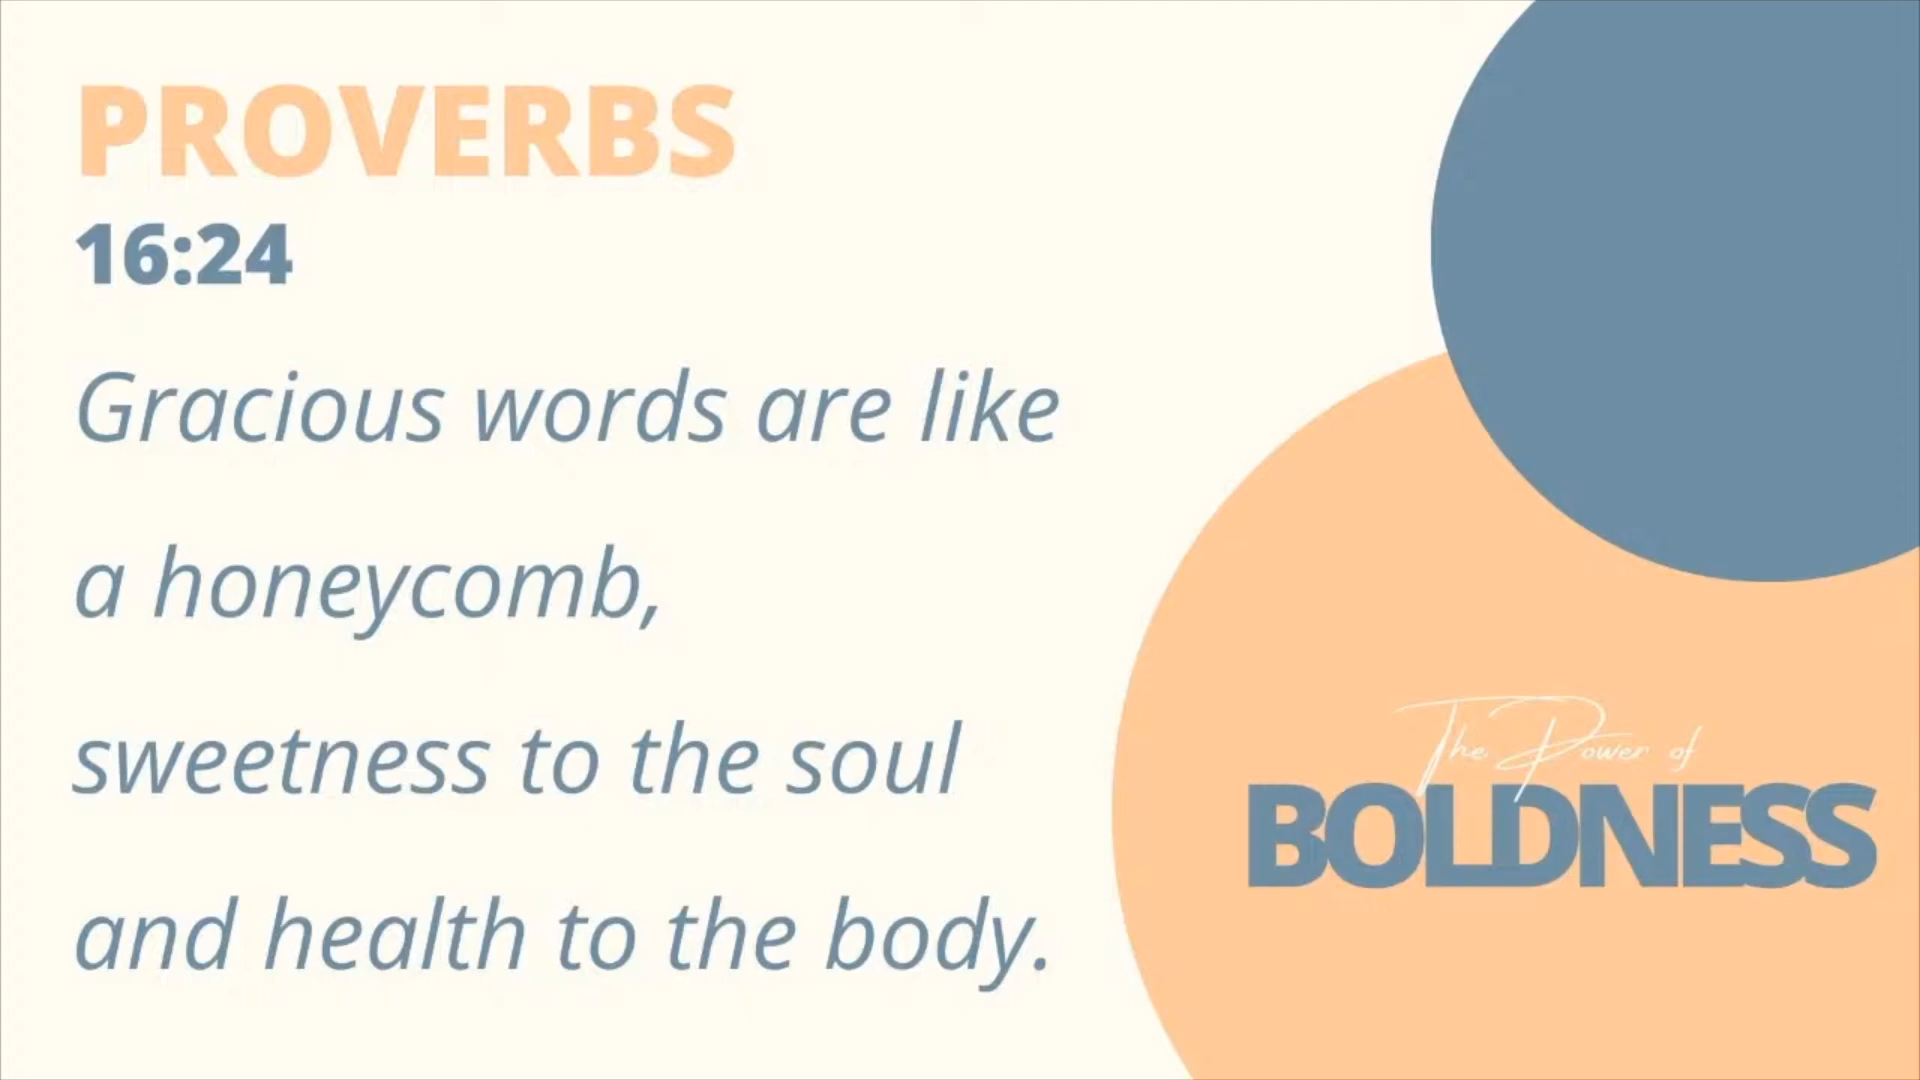 PROVERBS
16:24
Gracious words are like
a honeycomb,
sweetness to the soul
and health to the body.
The Power of
BOLDNESS